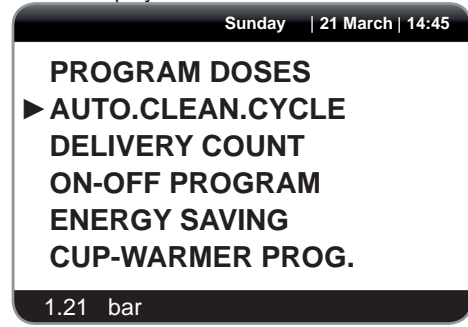 Sunday | 21 March | 14:45
PROGRAM DOSES
►AUTO.CLEAN.CYCLE
DELIVERY COUNT
ON-OFF PROGRAM
ENERGY SAVING
CUP-WARMER PROG.
1.21 bar